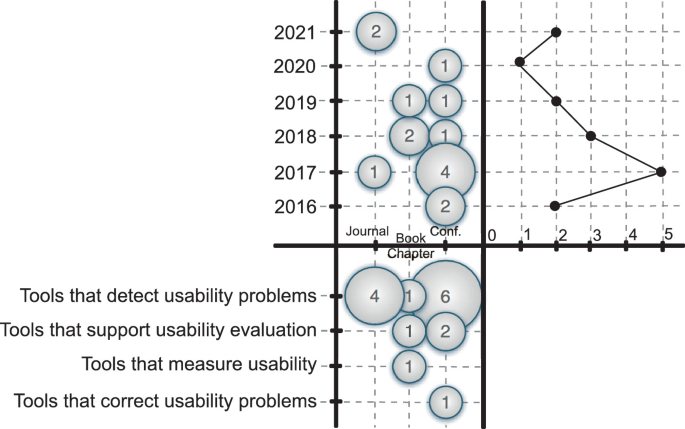 2021 2
2020 1
2019 1 1
2018 2 1
2017 1 4
2016 2
Journal Book Chapter Conf. 0 1 2 3 4 5
Tools that detect usability problems 4 1 6
Tools that support usability evaluation 1 2
Tools that measure usability 1
Tools that correct usability problems 1